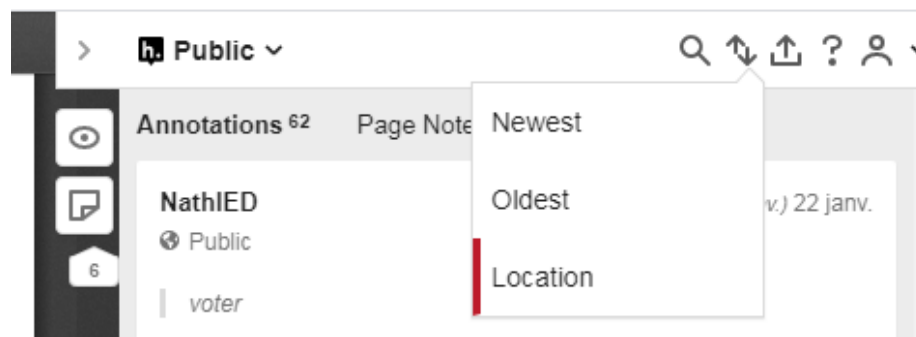 h. Public
?
Annotations 62 Page Note
Newest
NathIED
Oldest
v.) 22 janv.
Public
6
Location
voter